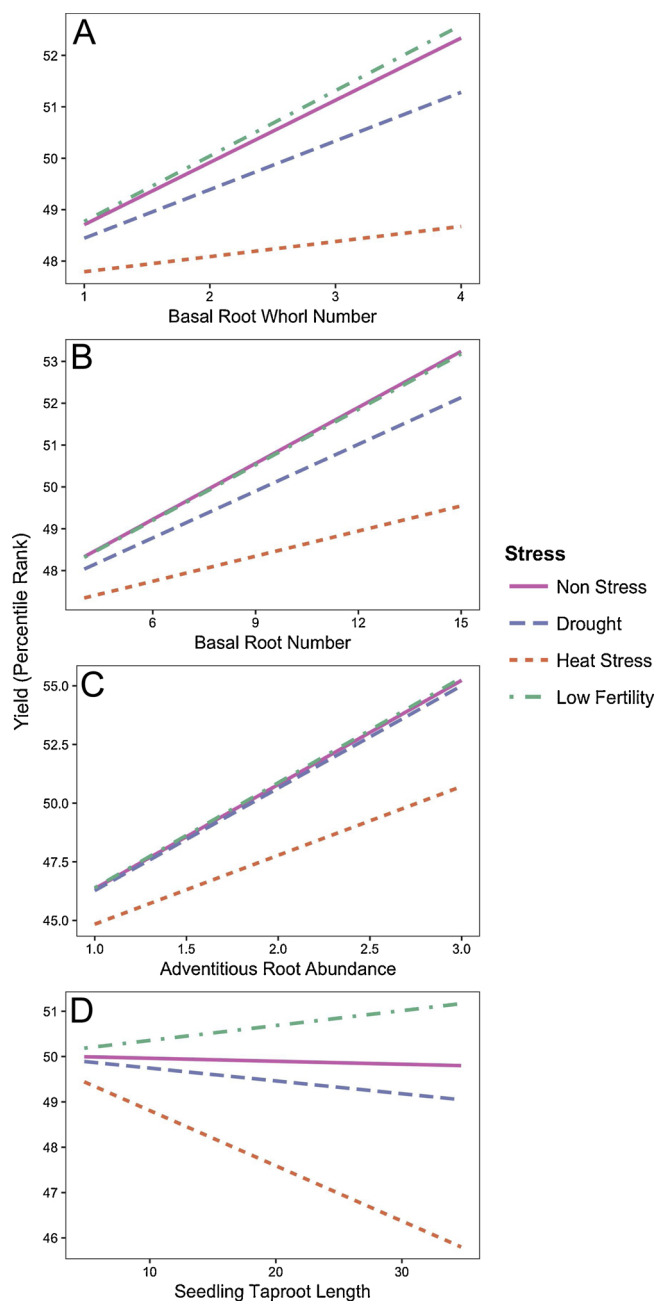 A
52
51
50
49
48
1 2 3 4
Basal Root Whorl Number
B
53
52
51
50
49
48
6 9 12 15
Basal Root Number
Yield (Percentile Rank)
Stress
Non Stress
Drought
Heat Stress
Low Fertility
C
55.0
52.5
50.0
47.5
45.0
1.0 1.5 2.0 2.5 3.0
Adventitious Root Abundance
D
51
50
49
48
47
46
10 20 30
Seedling Taproot Length